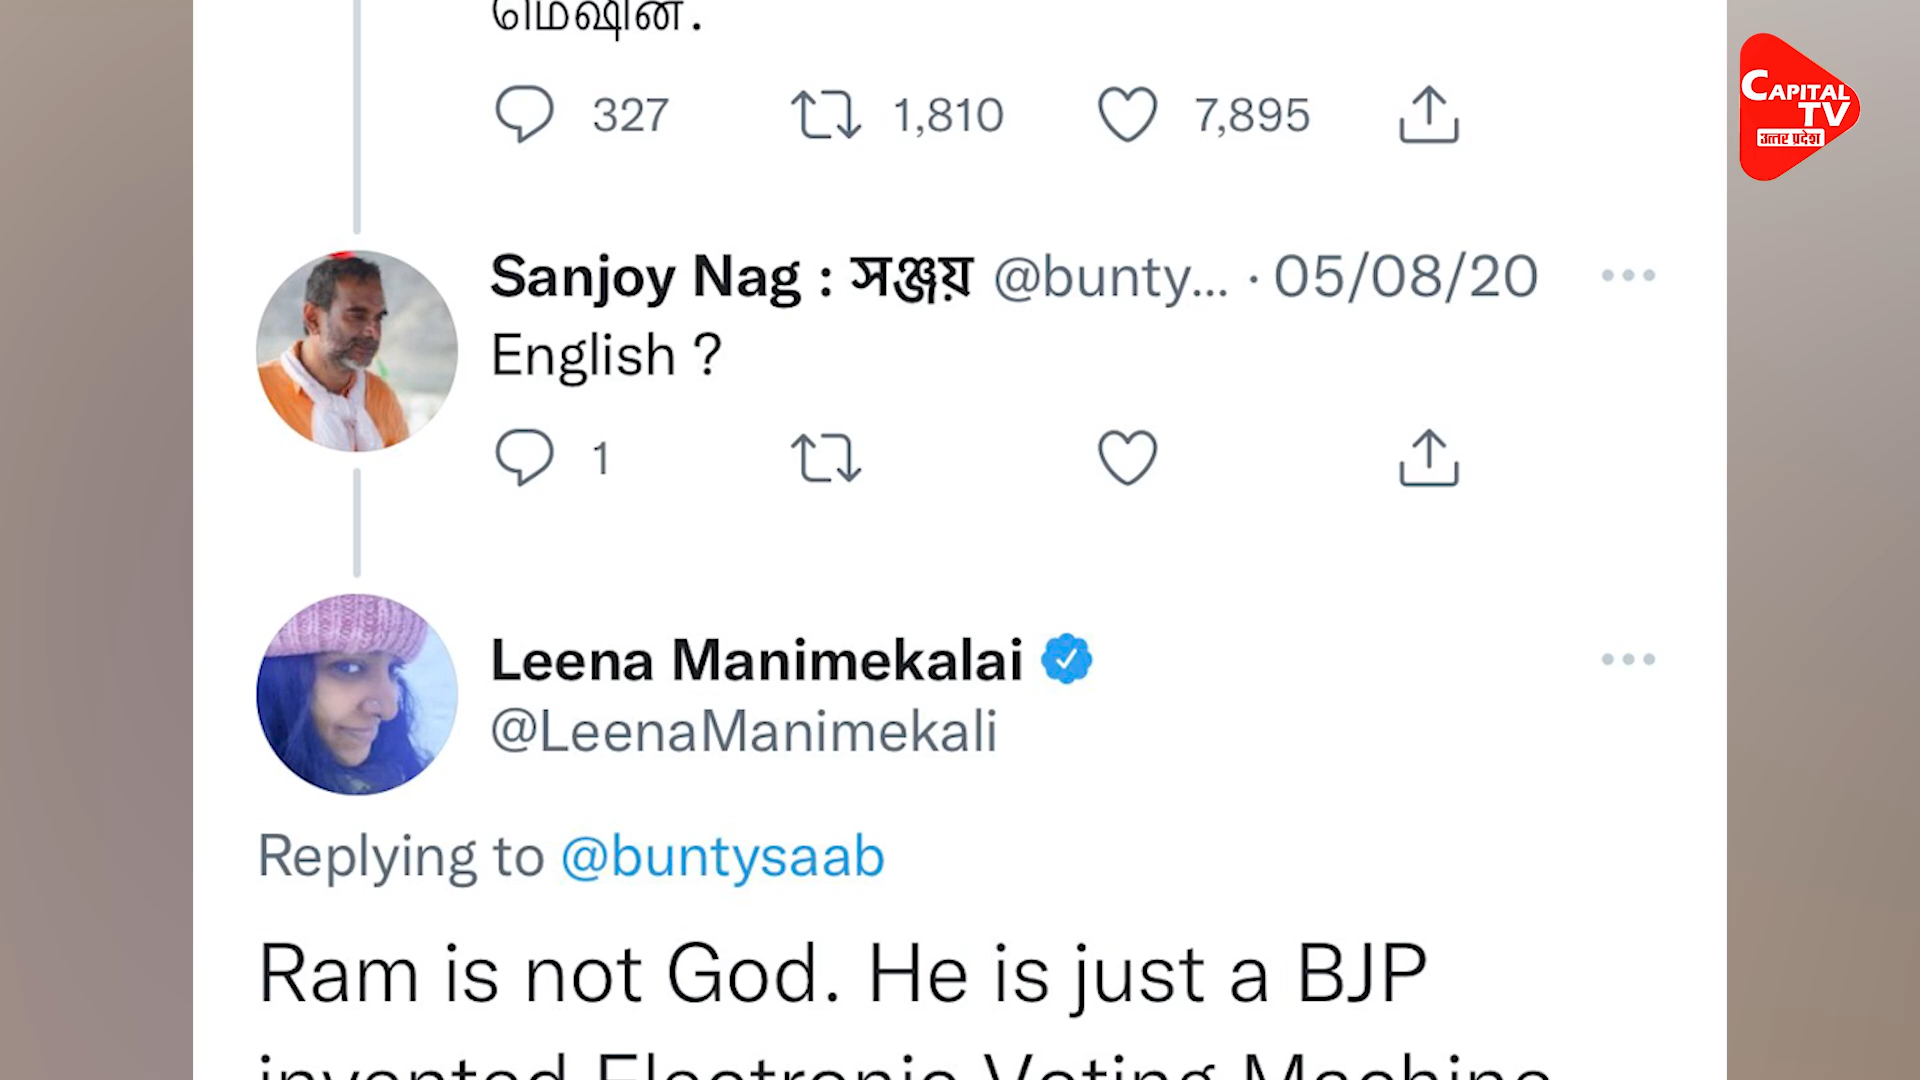 மெஷின்.
327 1,810 7,895
CAPITAL
TV
उत्तर प्रदेश
Sanjoy Nag : সঞ্জয় @bunty... · 05/08/20
English ?
1
Leena Manimekalai
@LeenaManimekali
Replying to @buntysaab
Ram is not God. He is just a BJP
invented Electronic Voting Machine